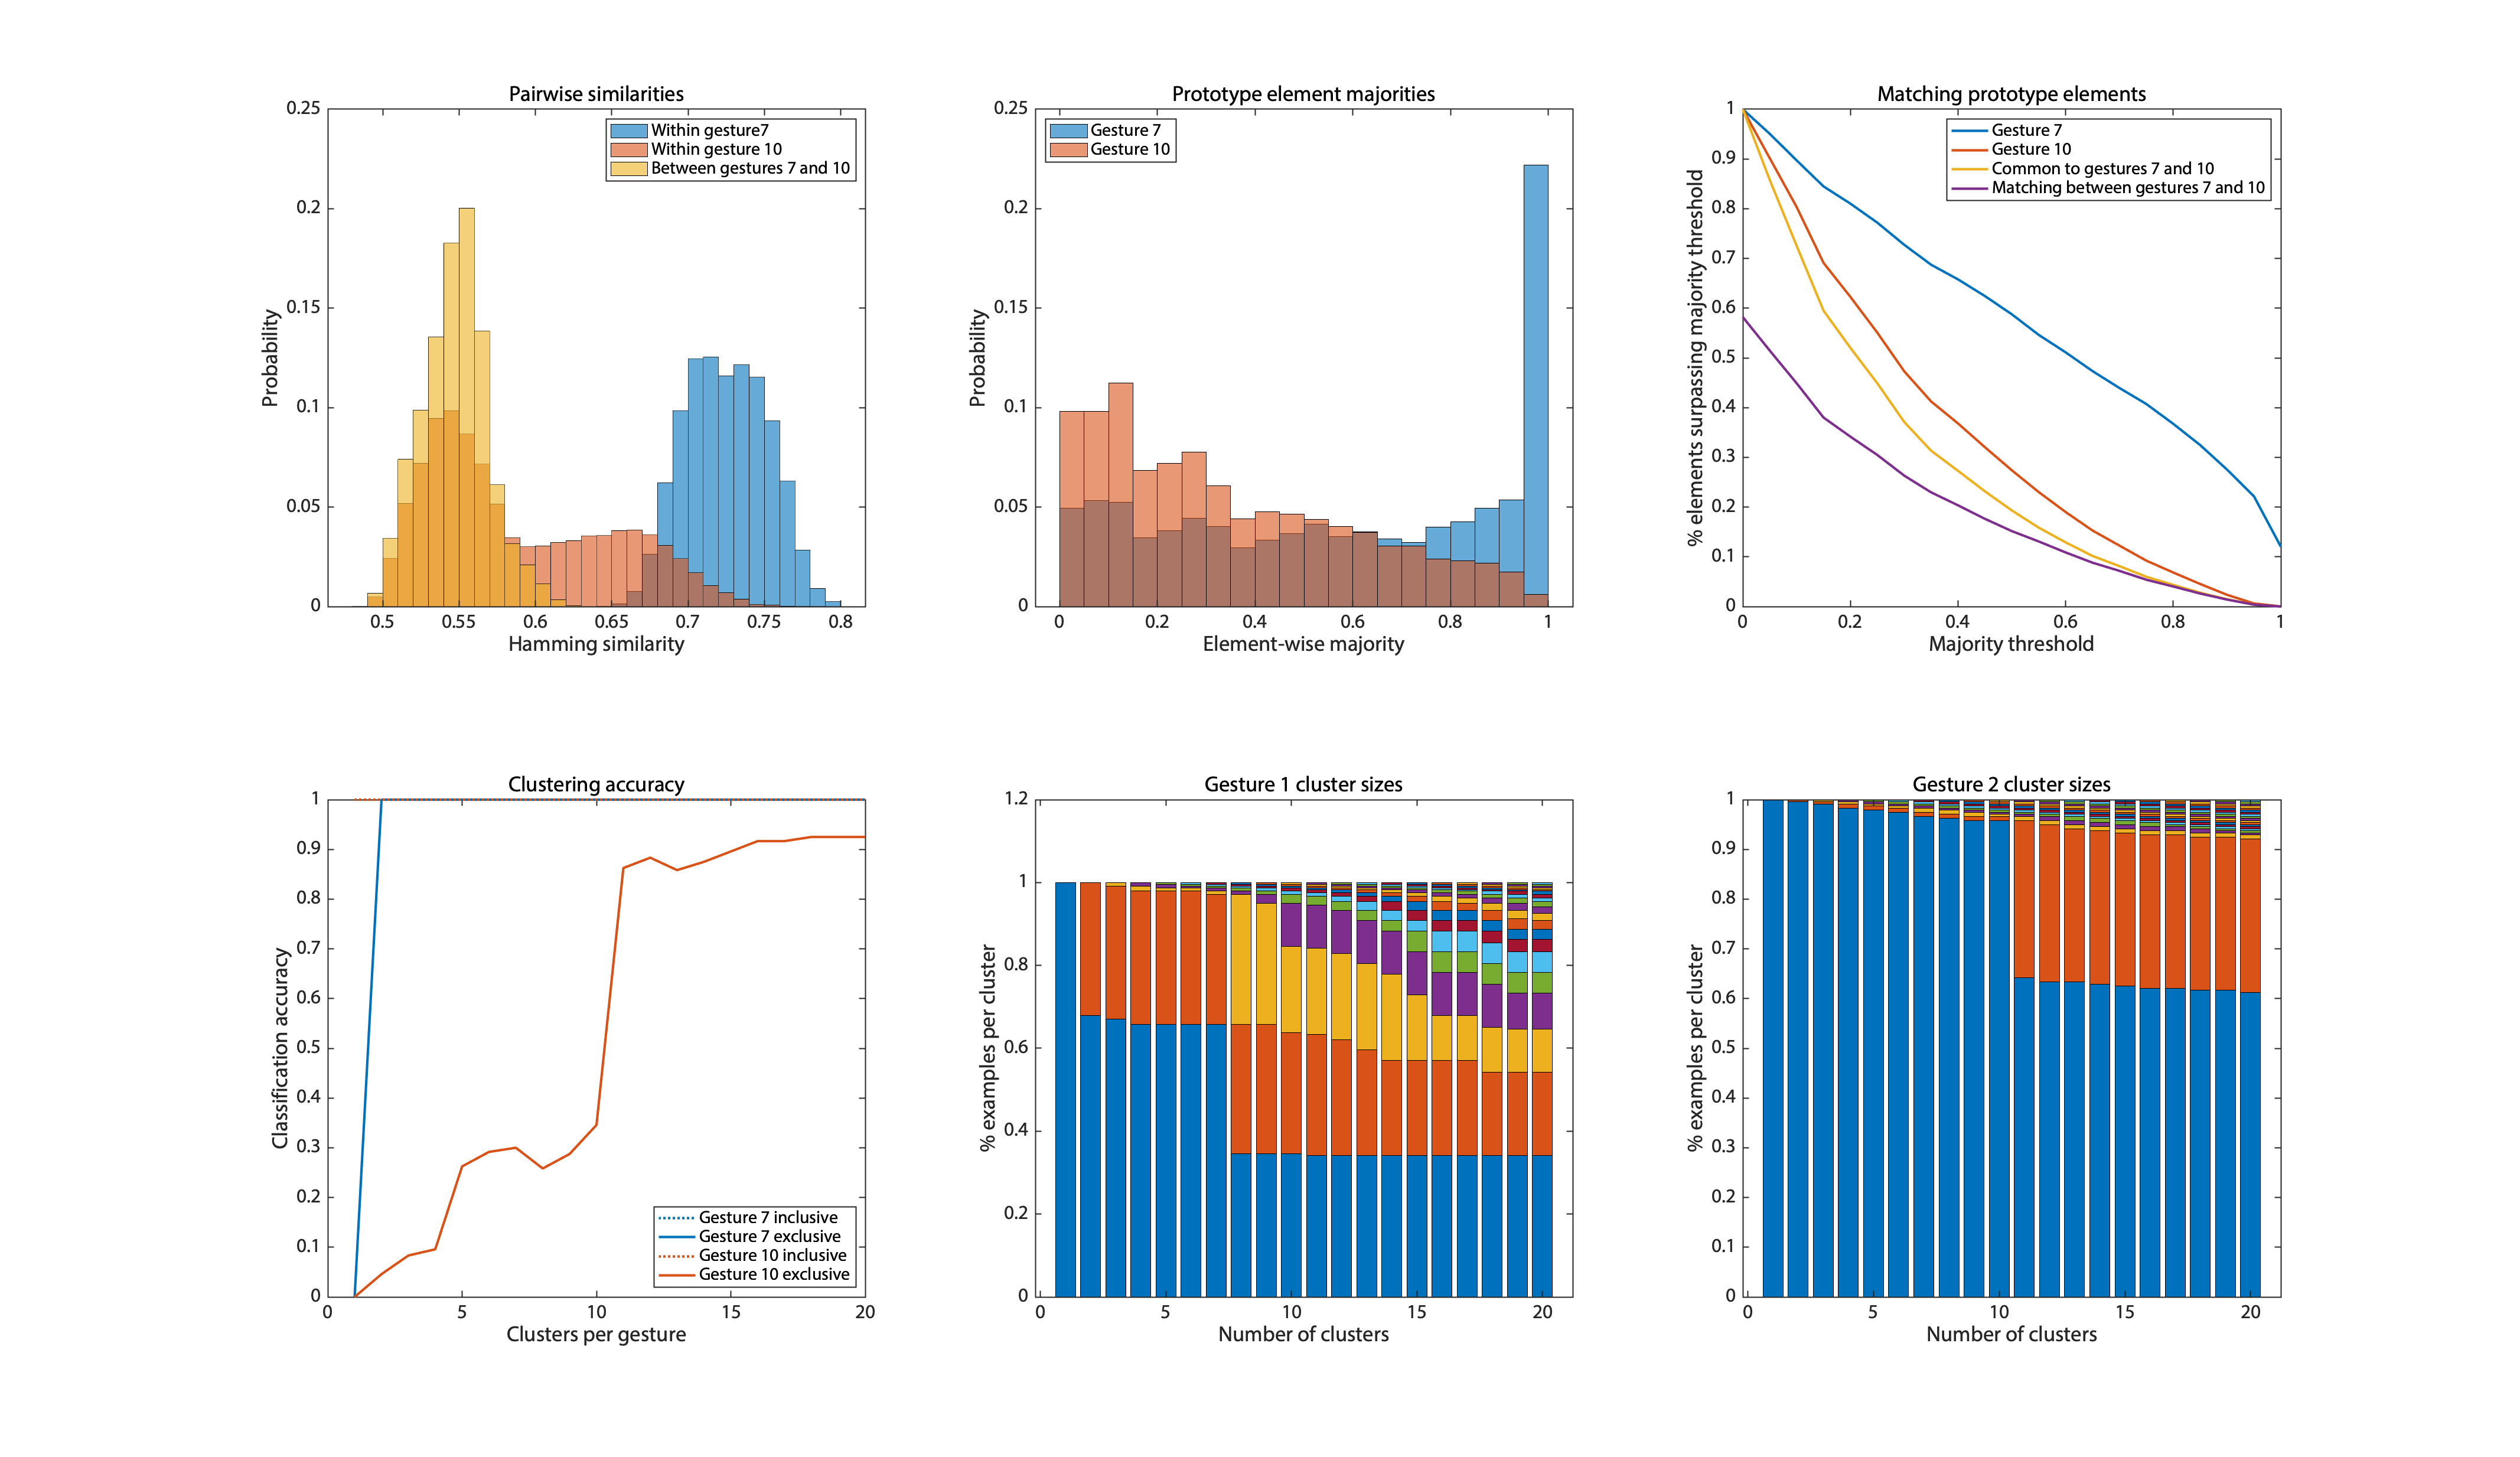 Pairwise similarities
0.25
0.2
0.15
0.1
0.05
0
Probability
Within gesture7
Within gesture 10
Between gestures 7 and 10
0.5 0.55 0.6 0.65 0.7 0.75 0.8
Hamming similarity
Prototype element majorities
0.25
0.2
0.15
0.1
0.05
0
Probability
Gesture 7
Gesture 10
0 0.2 0.4 0.6 0.8 1
Element-wise majority
Matching prototype elements
1
0.9
0.8
0.7
0.6
0.5
0.4
0.3
0.2
0.1
0
% elements surpassing majority threshold
Gesture 7
Gesture 10
Common to gestures 7 and 10
Matching between gestures 7 and 10
0 0.2 0.4 0.6 0.8 1
Majority threshold
Clustering accuracy
1
0.9
0.8
0.7
0.6
0.5
0.4
0.3
0.2
0.1
0
Classification accuracy
Gesture 7 inclusive
Gesture 7 exclusive
Gesture 10 inclusive
Gesture 10 exclusive
0 5 10 15 20
Clusters per gesture
Gesture 1 cluster sizes
1.2
1
0.8
0.6
0.4
0.2
0
% examples per cluster
0 5 10 15 20
Number of clusters
Gesture 2 cluster sizes
1
0.9
0.8
0.7
0.6
0.5
0.4
0.3
0.2
0.1
0
% examples per cluster
0 5 10 15 20
Number of clusters